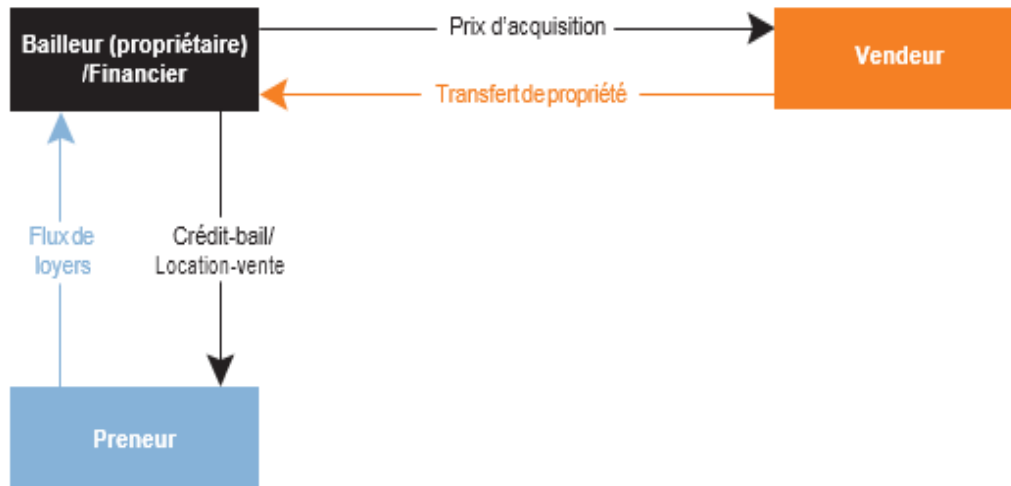 Bailleur (propriétaire)
/Financier
Prix d'acquisition
Vendeur
Transfert de propriété
Flux de
loyers
Crédit-bail/
Location-vente
Preneur